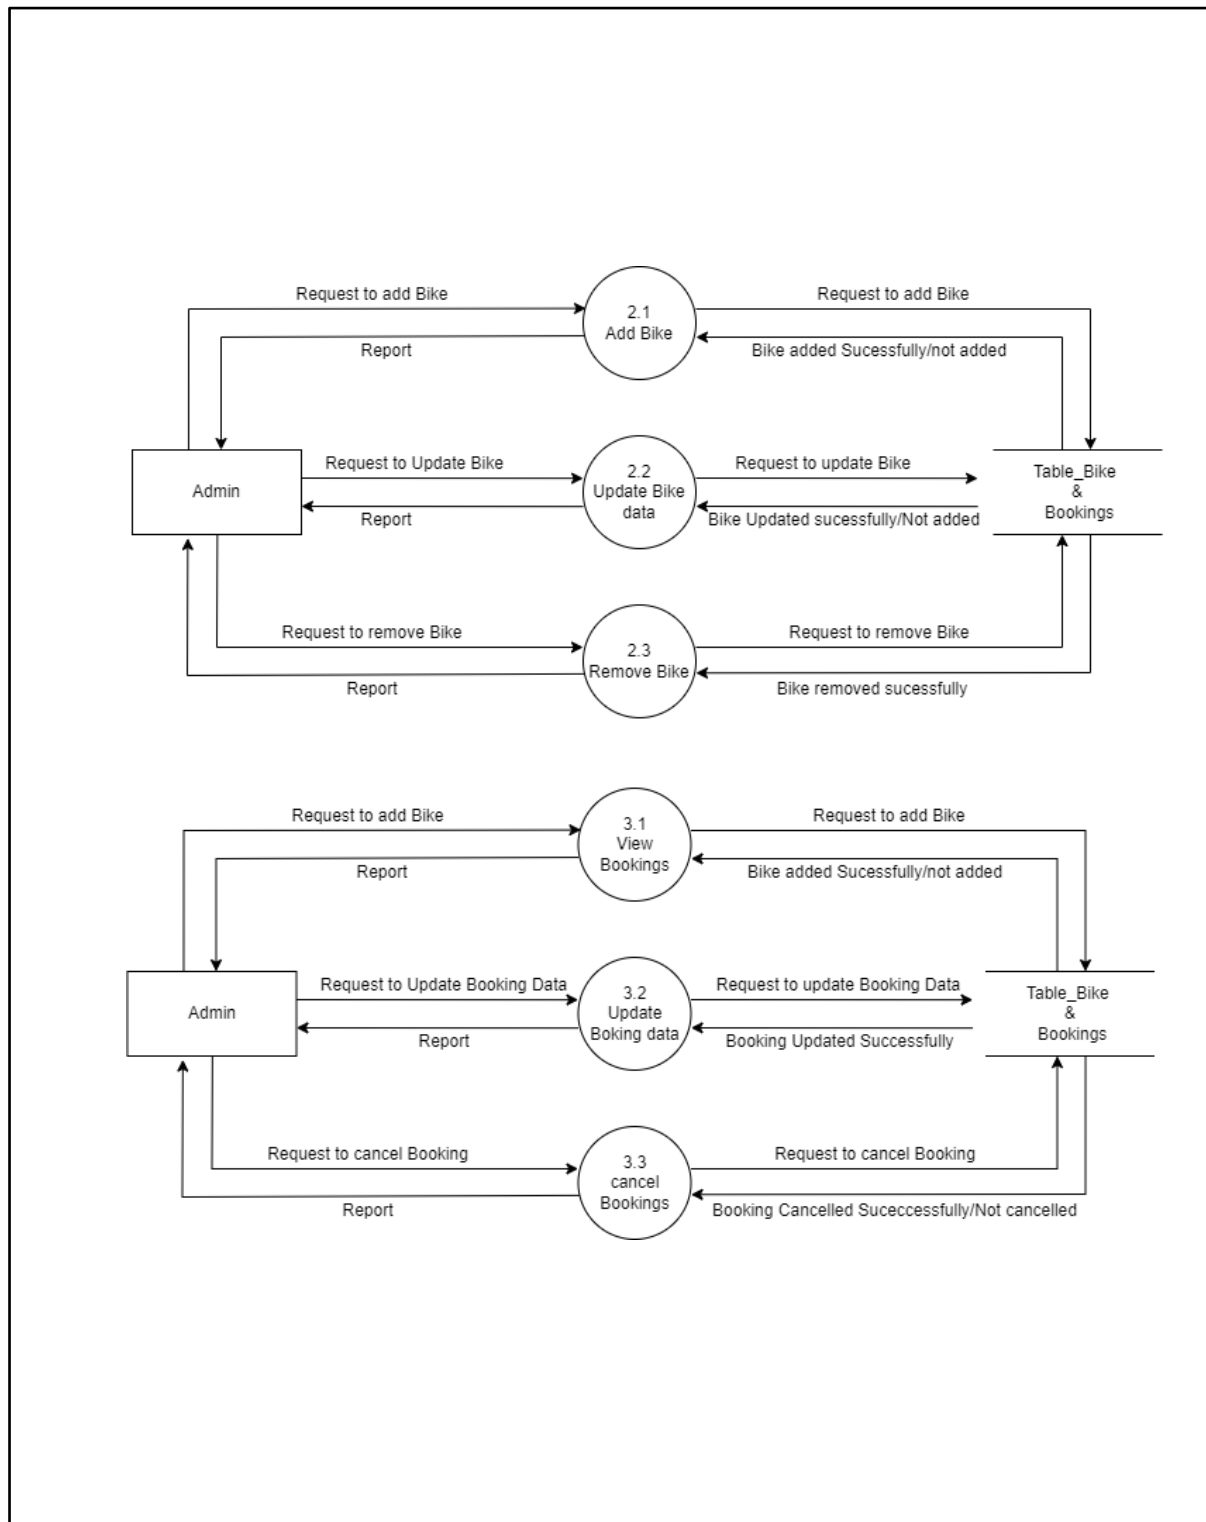 Request to add Bike
2.1
Add Bike
Request to add Bike
Report
Bike added Sucessfully/not added
Admin
Request to Update Bike
2.2
Update Bike
data
Request to update Bike
Report
Bike Updated sucessfully/Not added
Table_Bike
&
Bookings
Request to remove Bike
2.3
Remove Bike
Request to remove Bike
Report
Bike removed sucessfully
Request to add Bike
3.1
View
Bookings
Request to add Bike
Report
Bike added Sucessfully/not added
Admin
Request to Update Booking Data
3.2
Update
Boking data
Request to update Booking Data
Report
Booking Updated Successfully
Table_Bike
&
Bookings
Request to cancel Booking
3.3
cancel
Bookings
Request to cancel Booking
Report
Booking Cancelled Suceccessfully/Not cancelled